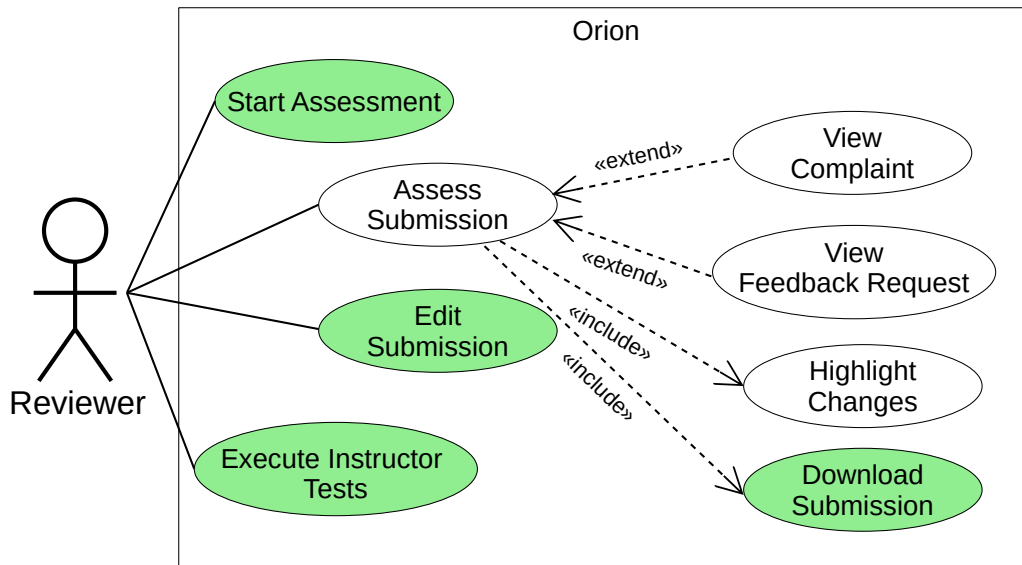 Orion
Start Assessment
Assess
Submission
Edit
Submission
Execute Instructor
Tests
Reviewer
«extend»
«extend»
«include»
«include»
View
Complaint
View
Feedback Request
Highlight
Changes
Download
Submission